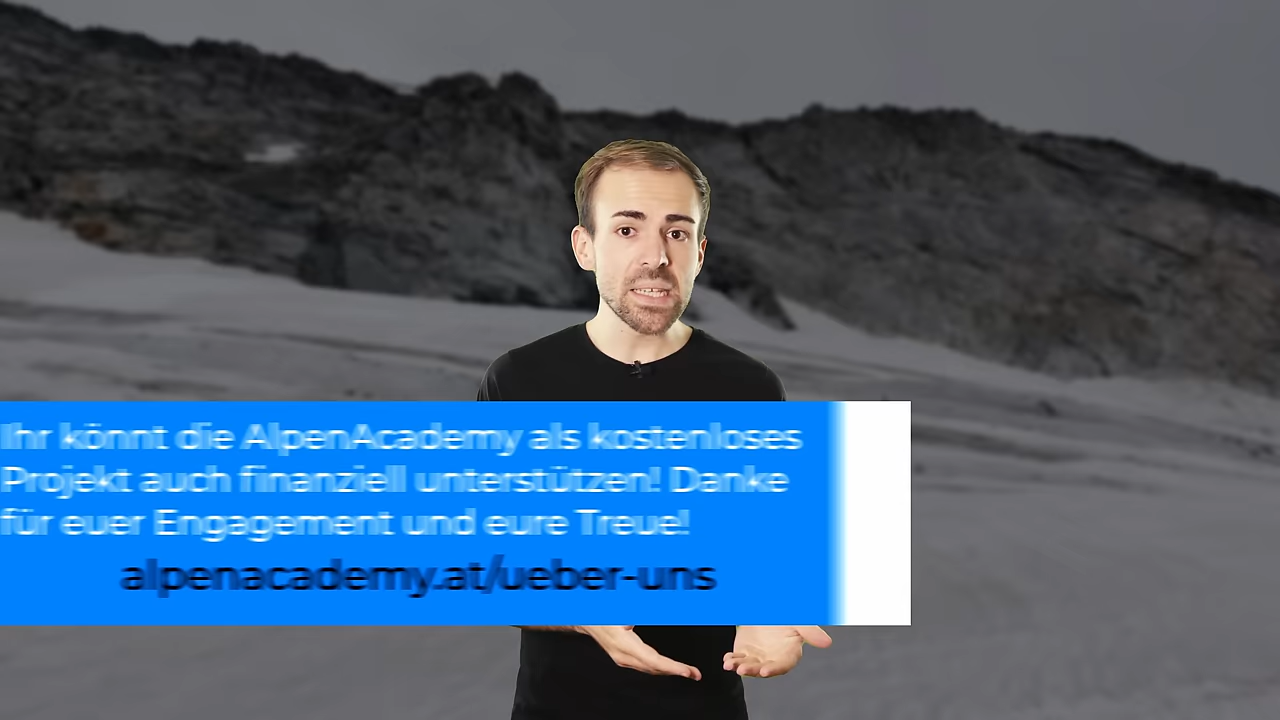 Ihr könnt die AlpenAcademy als kostenloses
Projekt auch finanziell unterstützen! Danke
für euer Engagement und eure Treue!
alpenacademy.at/ueber-uns